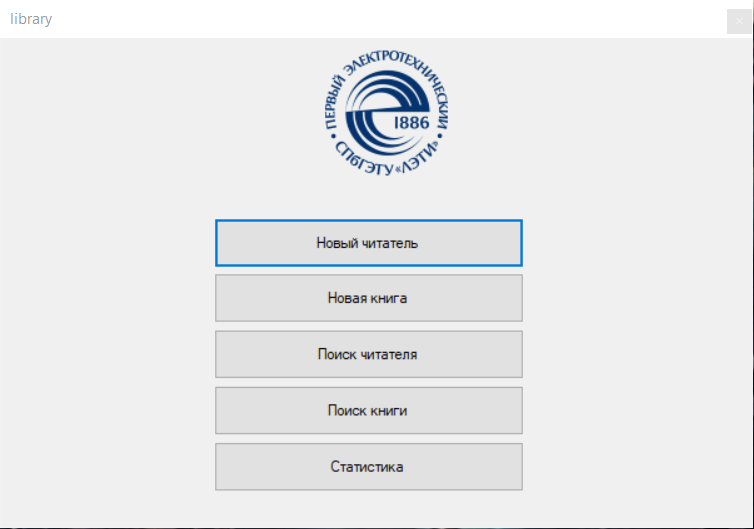 library
ПЕРВЫЙ ЭЛЕКТРОТЕХНИЧЕСКИЙ
1886
• СПбГЭТУ «ЛЭТИ» •
Новый читатель
Новая книга
Поиск читателя
Поиск книги
Статистика